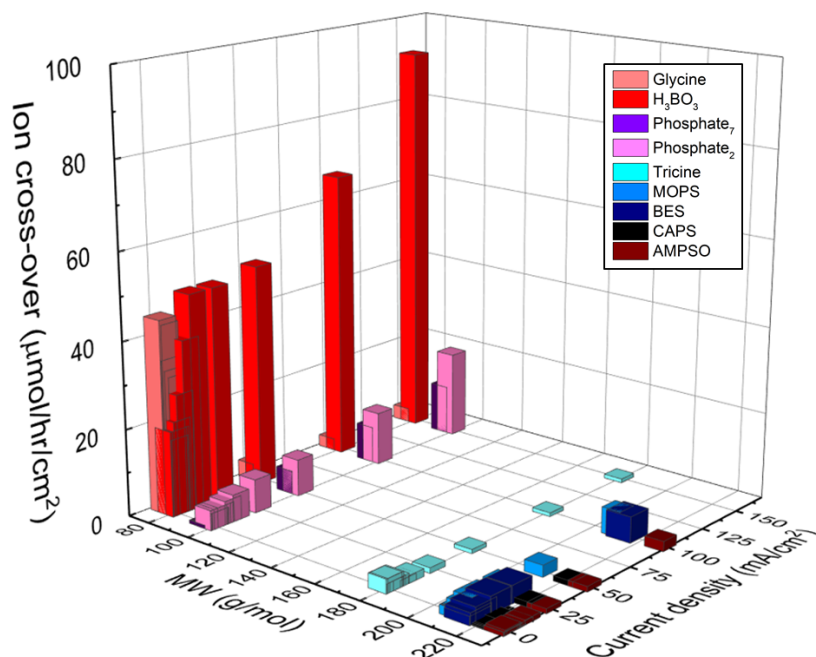 Ion cross-over (μmol/hr/cm²)
100
80
60
40
20
0
80
100
120
140
160
180
200
220
MW (g/mol)
0
25
50
75
100
125
150
Current density (mA/cm²)
Glycine
H₃BO₃
Phosphate₇
Phosphate₂
Tricine
MOPS
BES
CAPS
AMPSO